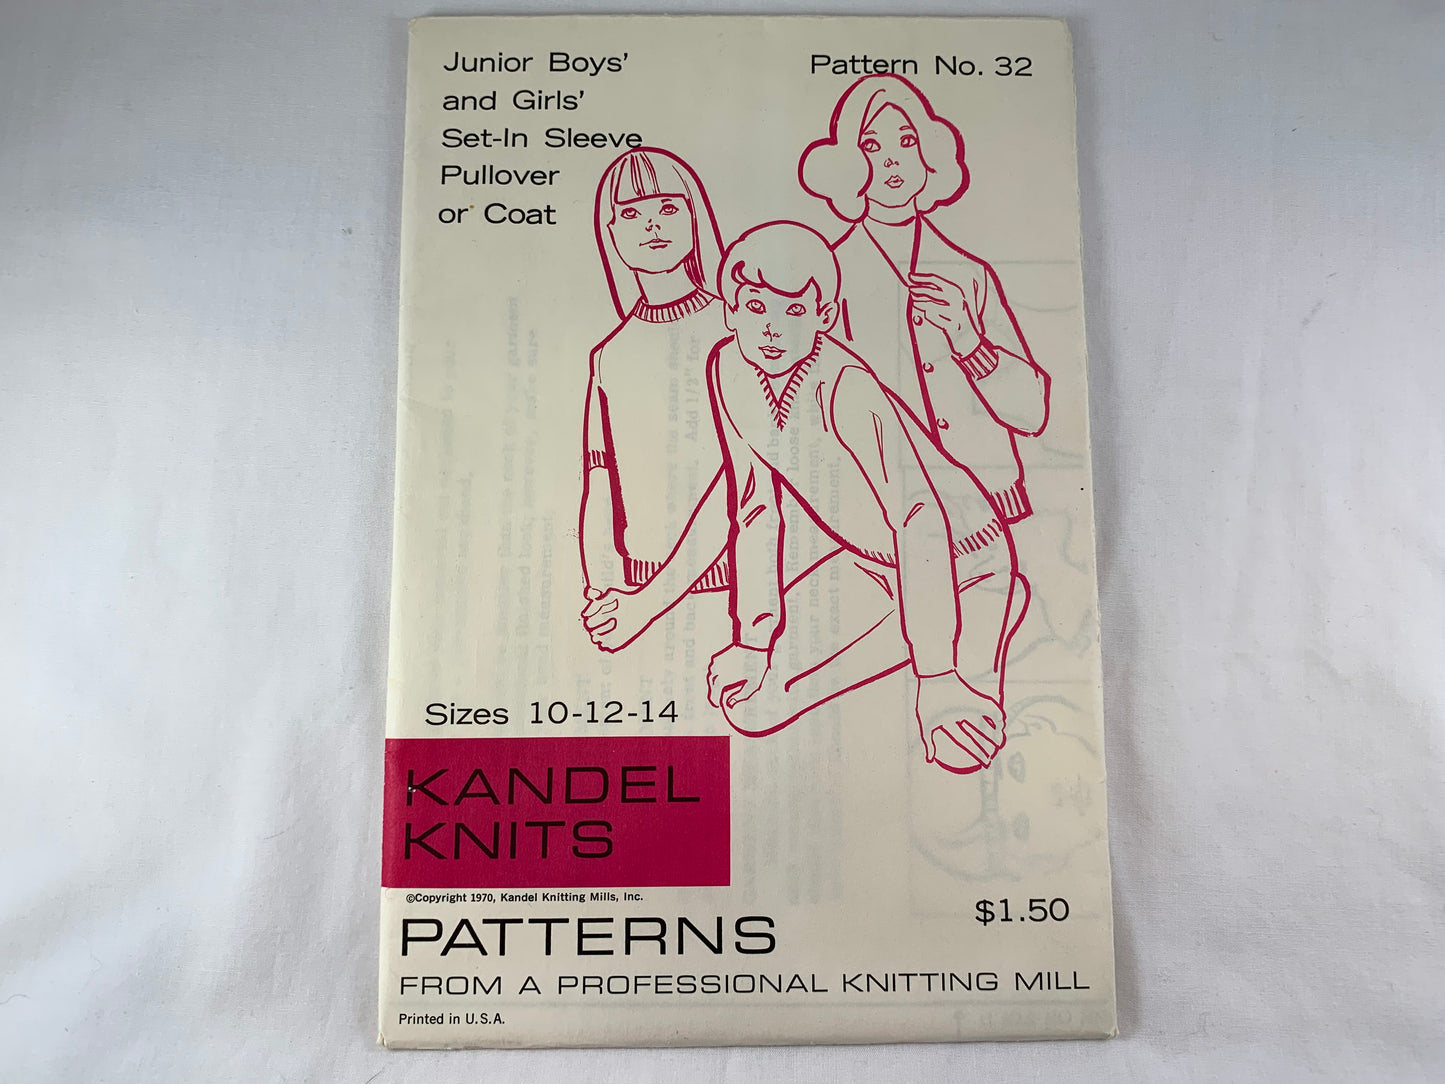 Junior Boys'
and Girls'
Set-In Sleeve
Pullover
or Coat
Pattern No. 32
Sizes 10-12-14
KANDEL
KNITS
©Copyright 1970, Kandel Knitting Mills, Inc.
$1.50
PATTERNS
FROM A PROFESSIONAL KNITTING MILL
Printed in U.S.A.